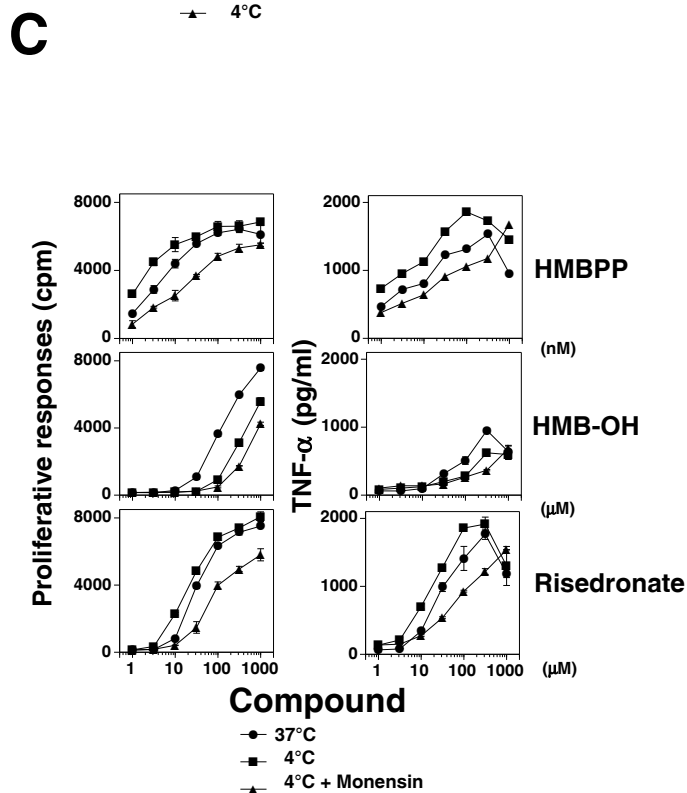 4°C
C
8000
4000
0
2000
1000
0
HMBPP
(nM)
8000
4000
0
2000
1000
0
HMB-OH
(µM)
8000
4000
0
2000
1000
0
Risedronate
(µM)
Proliferative responses (cpm)
TNF-α (pg/ml)
1 10 100 1000
1 10 100 1000
Compound
37°C
4°C
4°C + Monensin